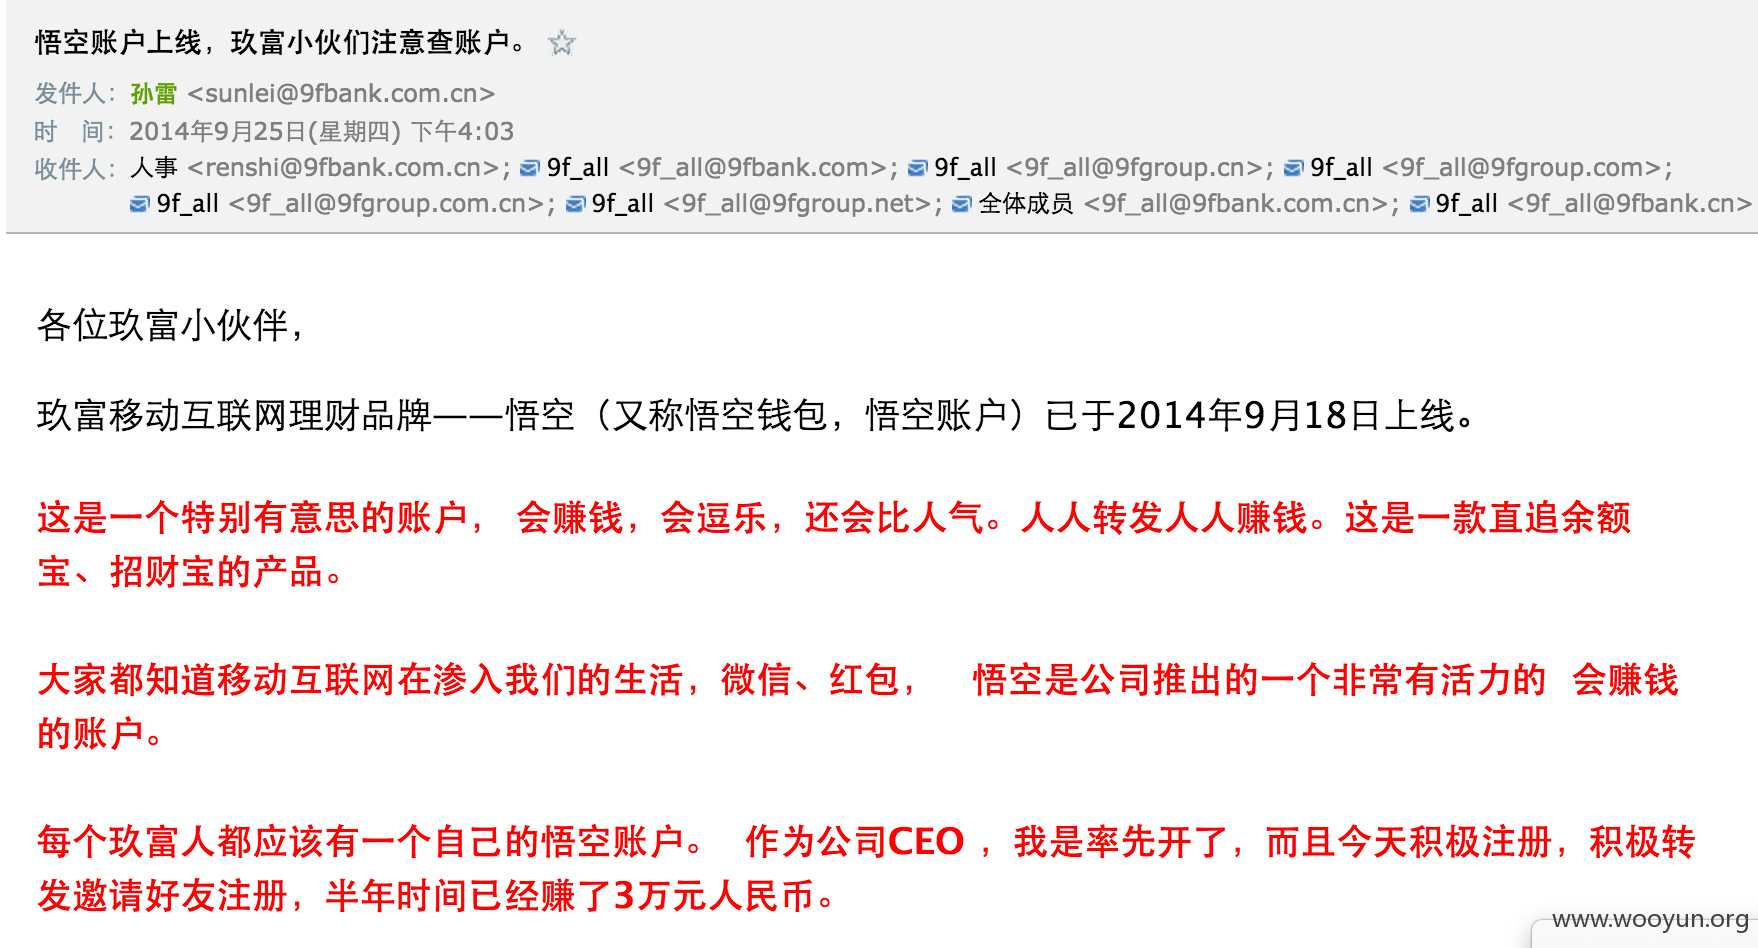 悟空账户上线，玖富小伙们注意查账户。
发件人：孙雷 <sunlei@9fbank.com.cn>
时　间：2014年9月25日(星期四) 下午4:03
收件人：人事 <renshi@9fbank.com.cn>; 9f_all <9f_all@9fbank.com>; 9f_all <9f_all@9fgroup.cn>; 9f_all <9f_all@9fgroup.com>;
9f_all <9f_all@9fgroup.com.cn>; 9f_all <9f_all@9fgroup.net>; 全体成员 <9f_all@9fbank.com.cn>; 9f_all <9f_all@9fbank.cn>
各位玖富小伙伴，
玖富移动互联网理财品牌——悟空（又称悟空钱包，悟空账户）已于2014年9月18日上线。
这是一个特别有意思的账户， 会赚钱，会逗乐，还会比人气。人人转发人人赚钱。这是一款直追余额
宝、招财宝的产品。
大家都知道移动互联网在渗入我们的生活，微信、红包， 悟空是公司推出的一个非常有活力的 会赚钱
的账户。
每个玖富人都应该有一个自己的悟空账户。 作为公司CEO ，我是率先开了，而且今天积极注册，积极转
发邀请好友注册，半年时间已经赚了3万元人民币。
www.wooyun.org